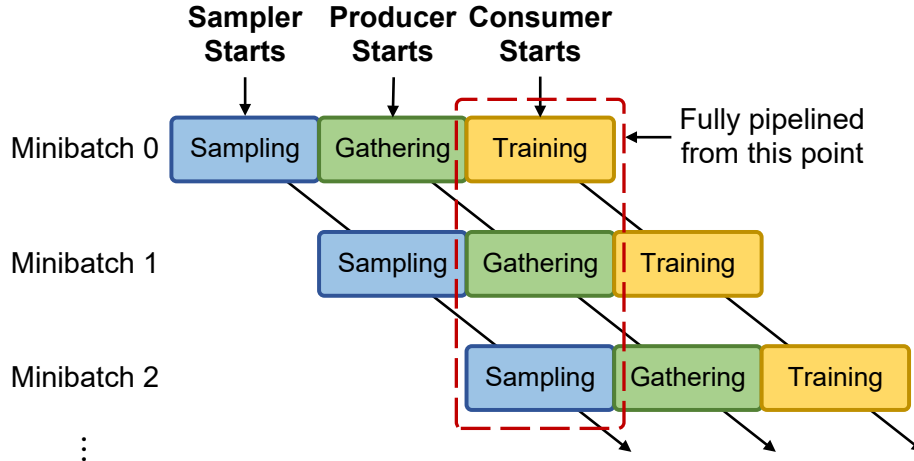 Sampler Starts
Producer Starts
Consumer Starts
Minibatch 0
Sampling
Gathering
Training
Fully pipelined
from this point
Minibatch 1
Sampling
Gathering
Training
Minibatch 2
Sampling
Gathering
Training
⋮